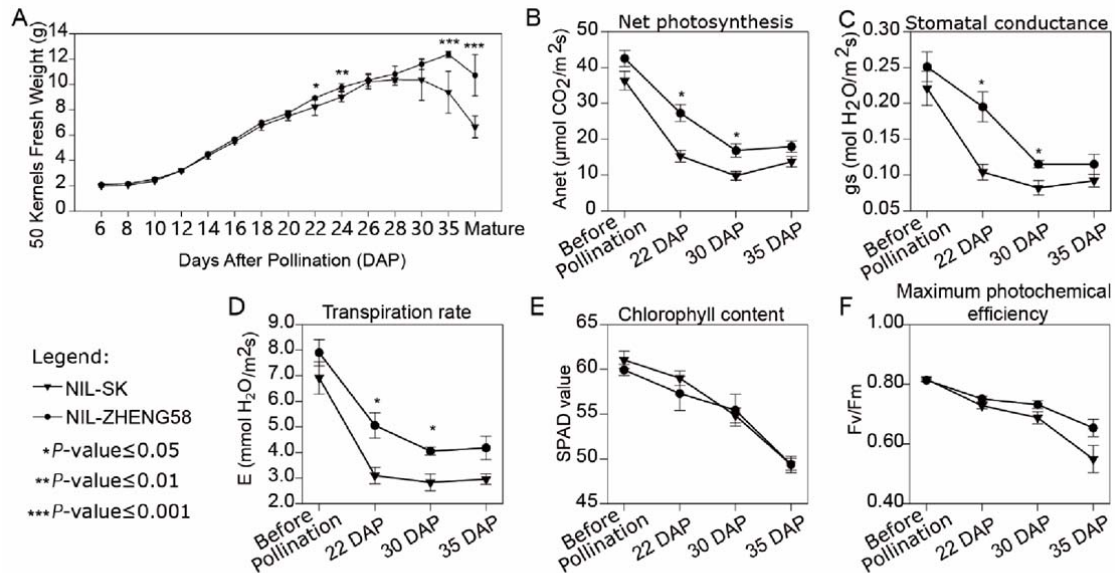 A
50 Kernels Fresh Weight (g)
14
12
10
8
6
4
2
0
* ** *** ***
6 8 10 12 14 16 18 20 22 24 26 28 30 35 Mature
Days After Pollination (DAP)
B
Net photosynthesis
Anet (μmol CO2/m²s)
50
40
30
20
10
0
* *
Before Pollination
22 DAP
30 DAP
35 DAP
C
Stomatal conductance
gs (mol H2O/m²s)
0.30
0.25
0.20
0.15
0.10
0.05
* *
Before Pollination
22 DAP
30 DAP
35 DAP
Legend:
NIL-SK
NIL-ZHENG58
*P-value≤0.05
**P-value≤0.01
***P-value≤0.001
D
Transpiration rate
E (mmol H2O/m2s)
9.0
8.0
7.0
6.0
5.0
4.0
3.0
2.0
* *
Before Pollination
22 DAP
30 DAP
35 DAP
E
Chlorophyll content
SPAD value
65
60
55
50
45
Before Pollination
22 DAP
30 DAP
35 DAP
F
Maximum photochemical
efficiency
Fv/Fm
1.00
0.80
0.60
0.40
Before Pollination
22 DAP
30 DAP
35 DAP